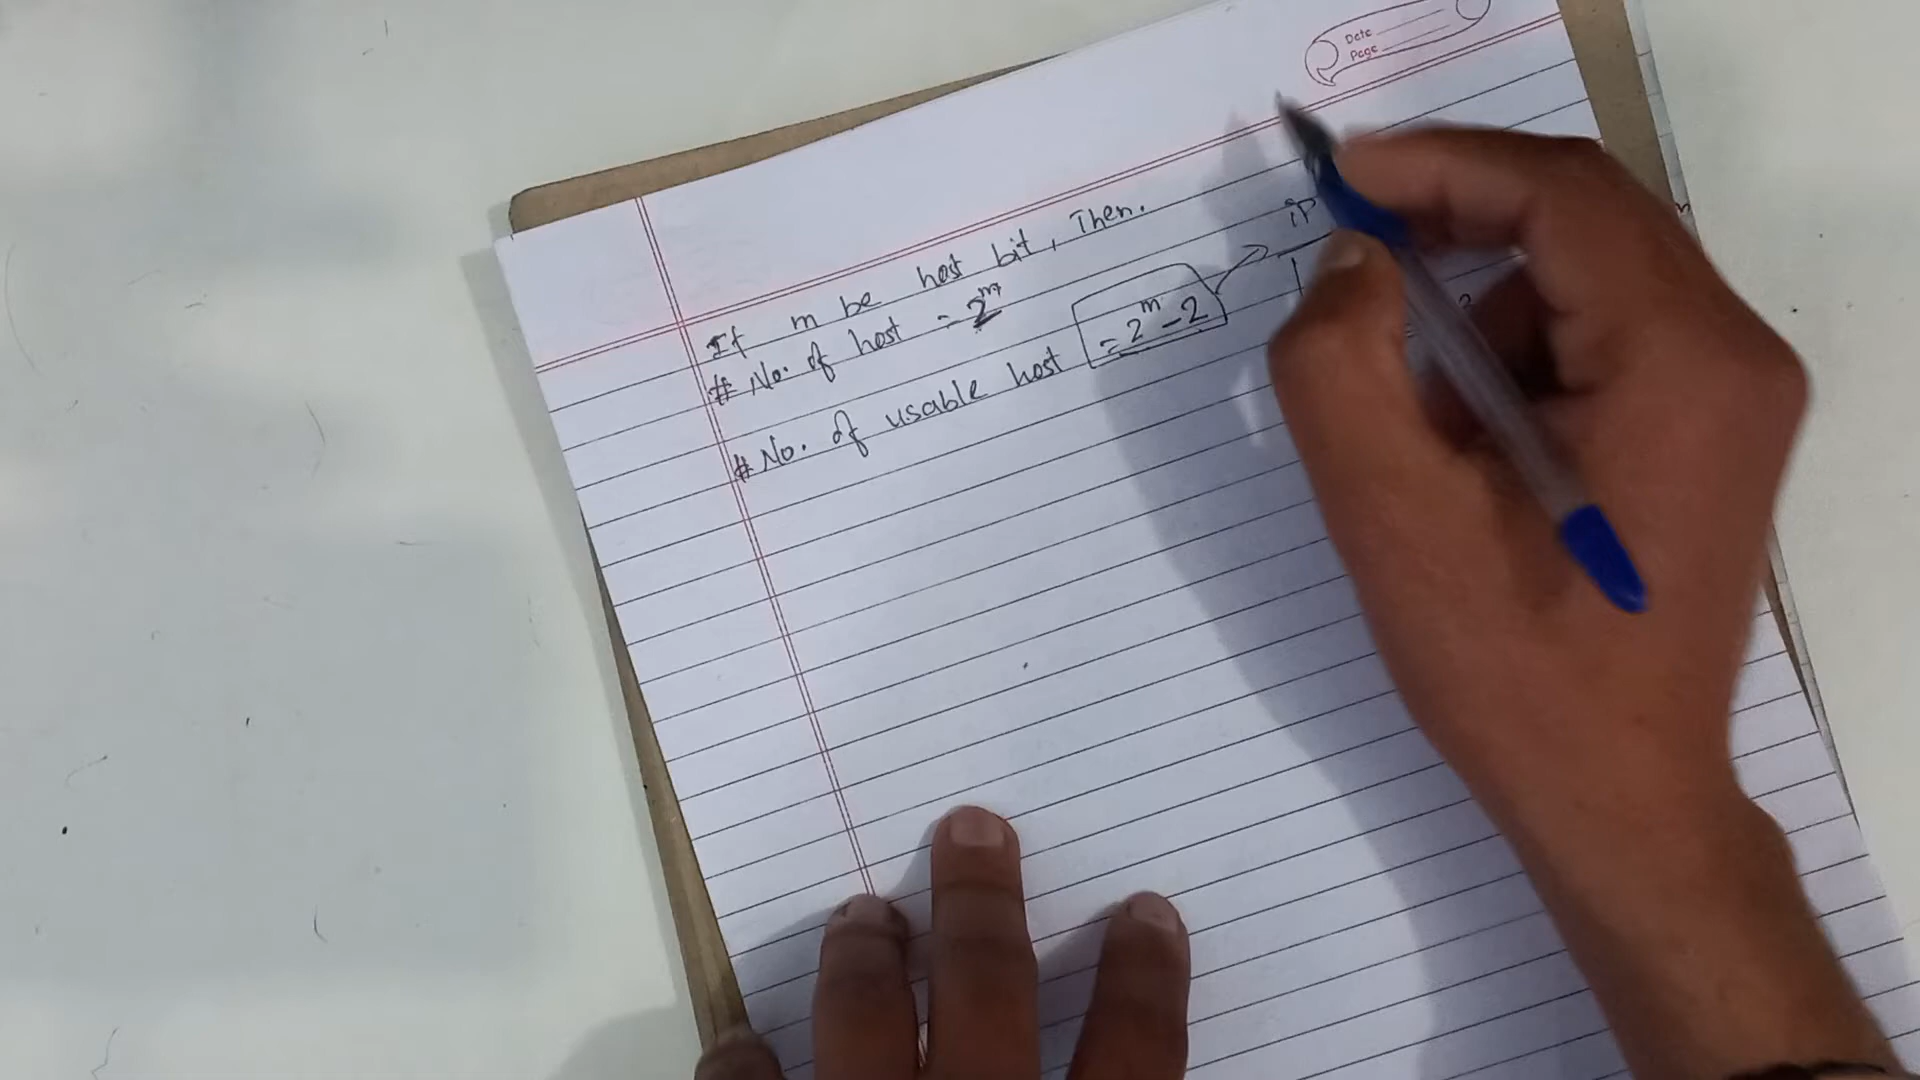 Date
Page
If m be host bit, Then.
# No. of host = 2^m
# No. of usable host = 2^m - 2
iP